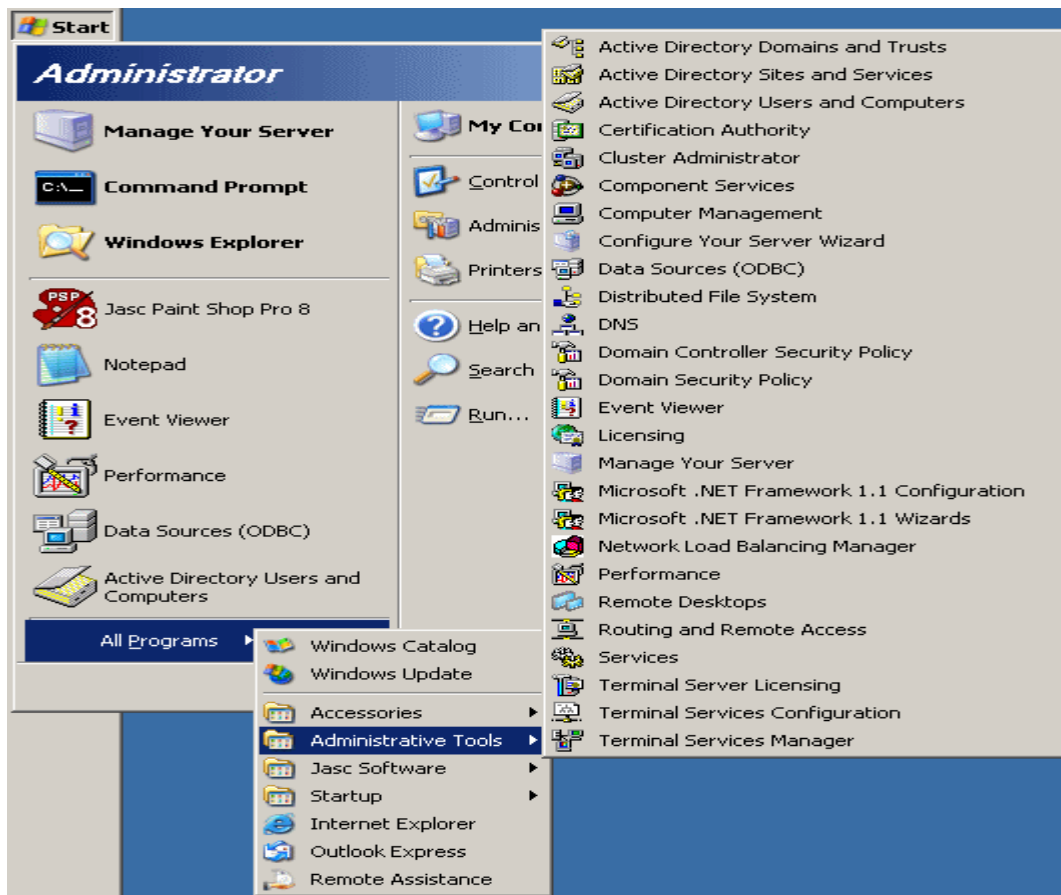 Start
Administrator
Manage Your Server
Command Prompt
Windows Explorer
Jasc Paint Shop Pro 8
Notepad
Event Viewer
Performance
Data Sources (ODBC)
Active Directory Users and
Computers
All Programs
My Co
Control
Adminis
Printers
Help an
Search
Run...
Windows Catalog
Windows Update
Accessories
Administrative Tools
Jasc Software
Startup
Internet Explorer
Outlook Express
Remote Assistance
Active Directory Domains and Trusts
Active Directory Sites and Services
Active Directory Users and Computers
Certification Authority
Cluster Administrator
Component Services
Computer Management
Configure Your Server Wizard
Data Sources (ODBC)
Distributed File System
DNS
Domain Controller Security Policy
Domain Security Policy
Event Viewer
Licensing
Manage Your Server
Microsoft .NET Framework 1.1 Configuration
Microsoft .NET Framework 1.1 Wizards
Network Load Balancing Manager
Performance
Remote Desktops
Routing and Remote Access
Services
Terminal Server Licensing
Terminal Services Configuration
Terminal Services Manager